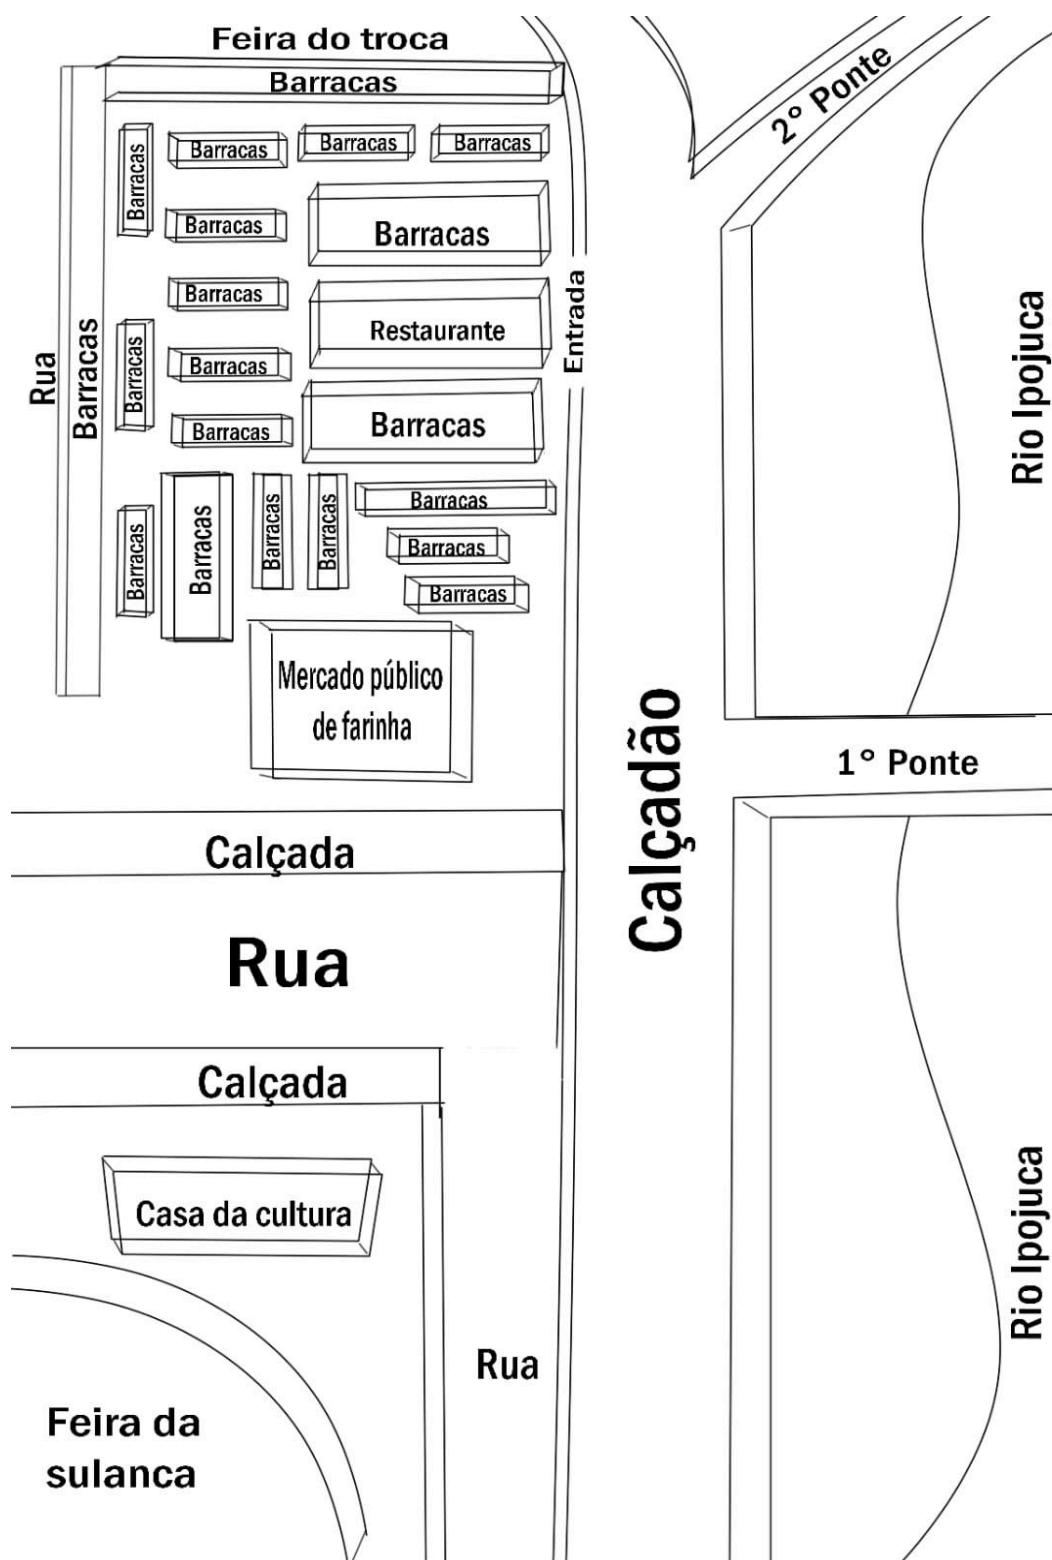 Feira do troca
Barracas
2° Ponte
Barracas
Barracas
Barracas
Barracas
Barracas
Barracas
Entrada
Barracas
Restaurante
Rio Ipojuca
Rua
Barracas
Barracas
Barracas
Barracas
Barracas
Barracas
Barracas
Barracas
Barracas
Barracas
Barracas
Barracas
Mercado público
de farinha
Calçadão
1° Ponte
Calçada
Rua
Calçada
Casa da cultura
Rio Ipojuca
Rua
Feira da
sulanca